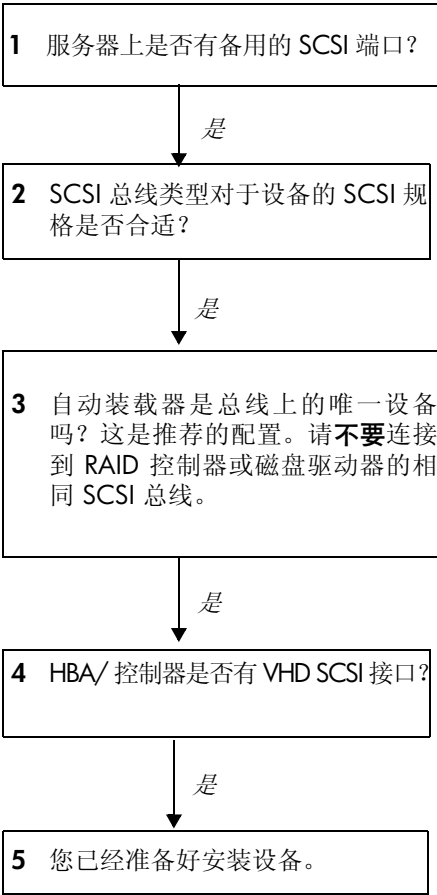 1 服务器上是否有备用的 SCSI 端口？
是
2 SCSI 总线类型对于设备的 SCSI 规
格是否合适？
是
3 自动装载器是总线上的唯一设备
吗？这是推荐的配置。请不要连接
到 RAID 控制器或磁盘驱动器的相
同 SCSI 总线。
是
4 HBA/ 控制器是否有 VHD SCSI 接口？
是
5 您已经准备好安装设备。